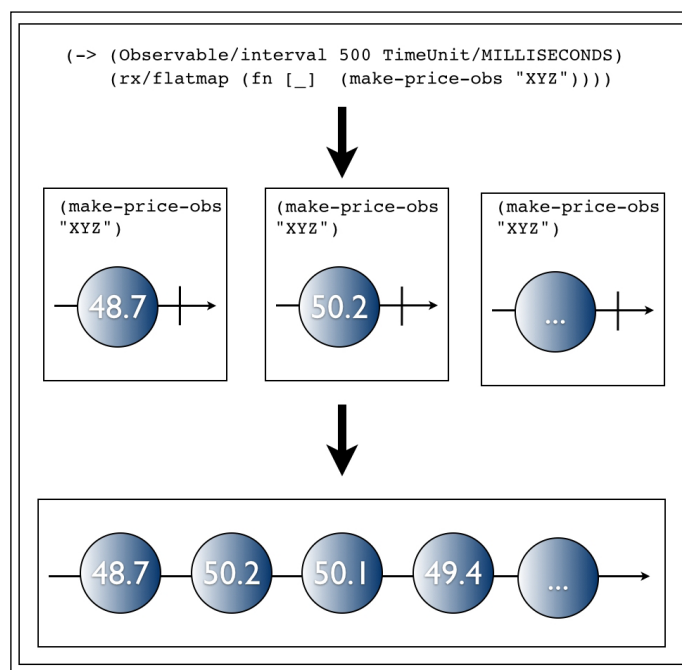 (-> (Observable/interval 500 TimeUnit/MILLISECONDS)
(rx/flatmap (fn [_]  (make-price-obs "XYZ"))))
(make-price-obs
"XYZ")
48.7
(make-price-obs
"XYZ")
50.2
(make-price-obs
"XYZ")
...
48.7 50.2 50.1 49.4 ...